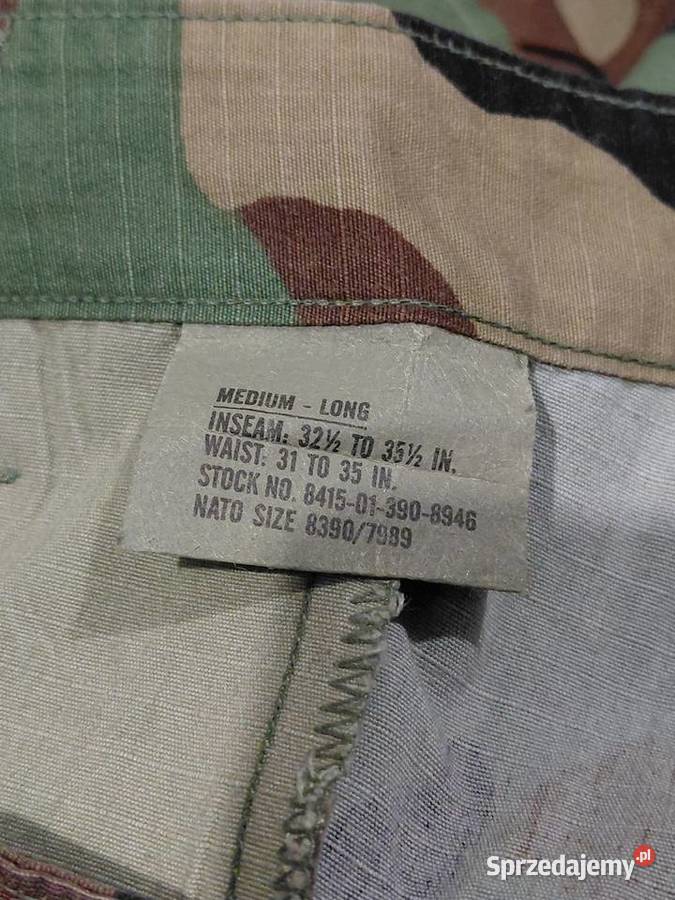 MEDIUM - LONG
INSEAM: 32½ TO 35½ IN.
WAIST: 31 TO 35 IN.
STOCK NO. 8415-01-390-8946
NATO SIZE 8390/7989
Sprzedajemy.pl